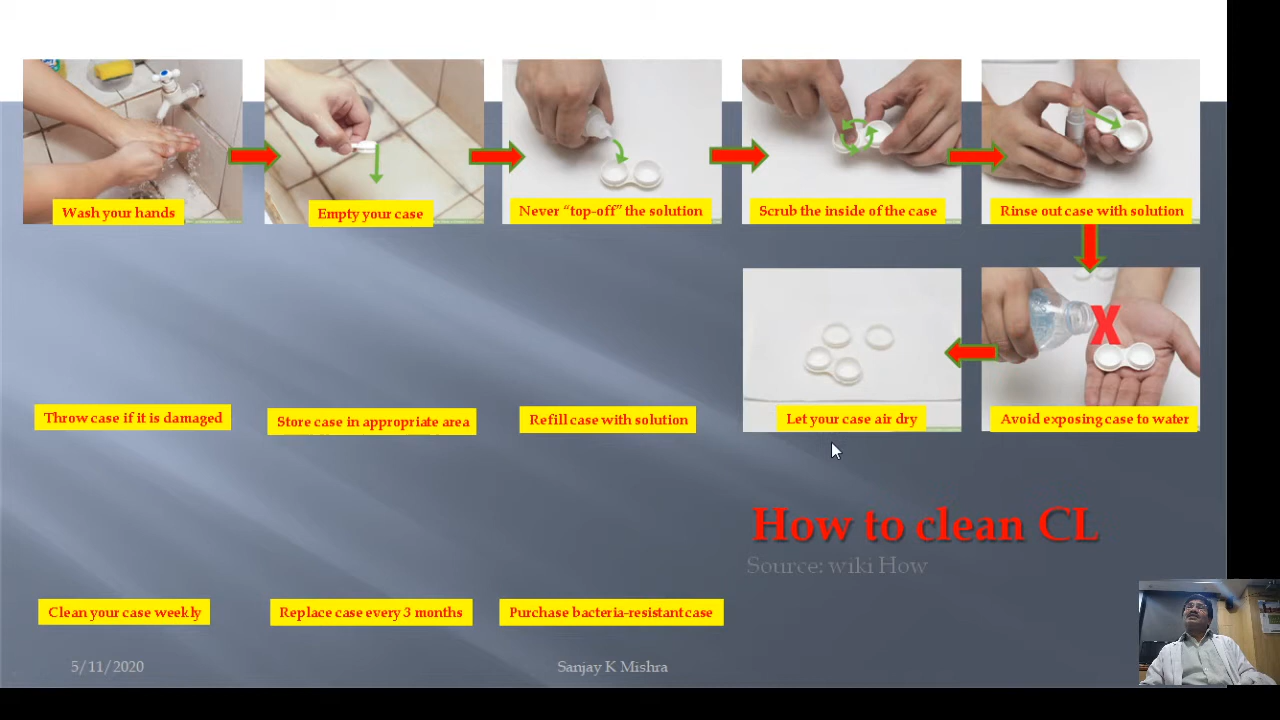 Wash your hands
Empty your case
Never “top-off” the solution
Scrub the inside of the case
Rinse out case with solution
Throw case if it is damaged
Store case in appropriate area
Refill case with solution
Let your case air dry
X
Avoid exposing case to water
How to clean CL
Source: wiki How
Clean your case weekly
Replace case every 3 months
Purchase bacteria-resistant case
5/11/2020
Sanjay K Mishra